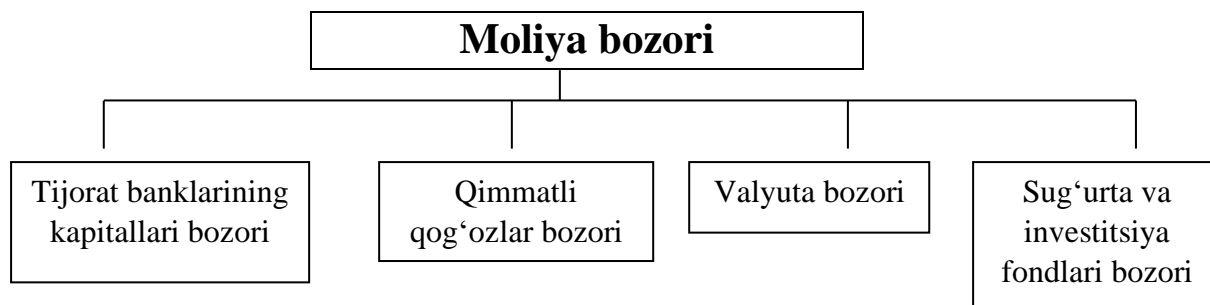 Moliya bozori
Tijorat banklarining
kapitallari bozori
Qimmatli
qog‘ozlar bozori
Valyuta bozori
Sug‘urta va
investitsiya
fondlari bozori